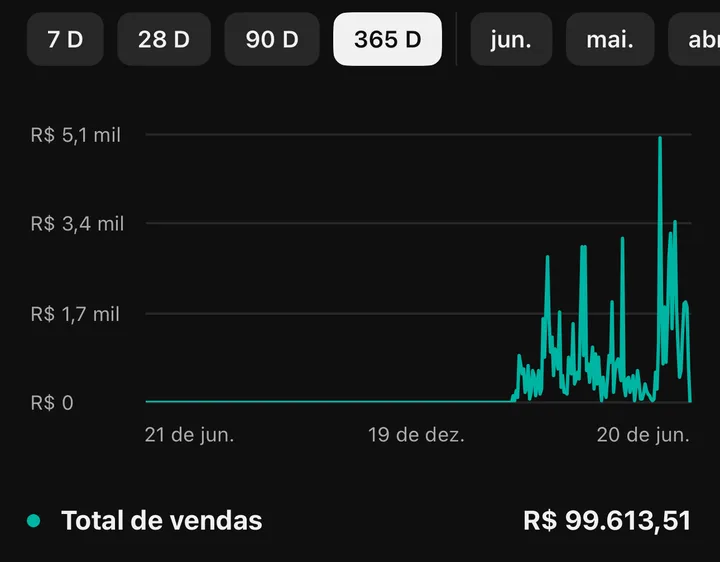 7 D 28 D 90 D 365 D jun. mai. abr
R$ 5,1 mil
R$ 3,4 mil
R$ 1,7 mil
R$ 0
21 de jun. 19 de dez. 20 de jun.
Total de vendas R$ 99.613,51